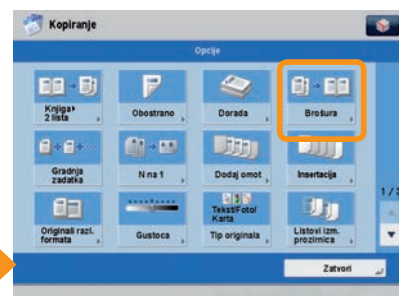 Kopiranje
Opcije
Knjiga▸
2 lista
Obostrano
Dorada
Brošura
Gradnja
zadatka
N na 1
Dodaj omot
Insertacija
Originali razl.
formata
Gustoca
Tekst/Foto/
Karta
Tip originala
Listovi izm.
prozirnica
1/3
Zatvori